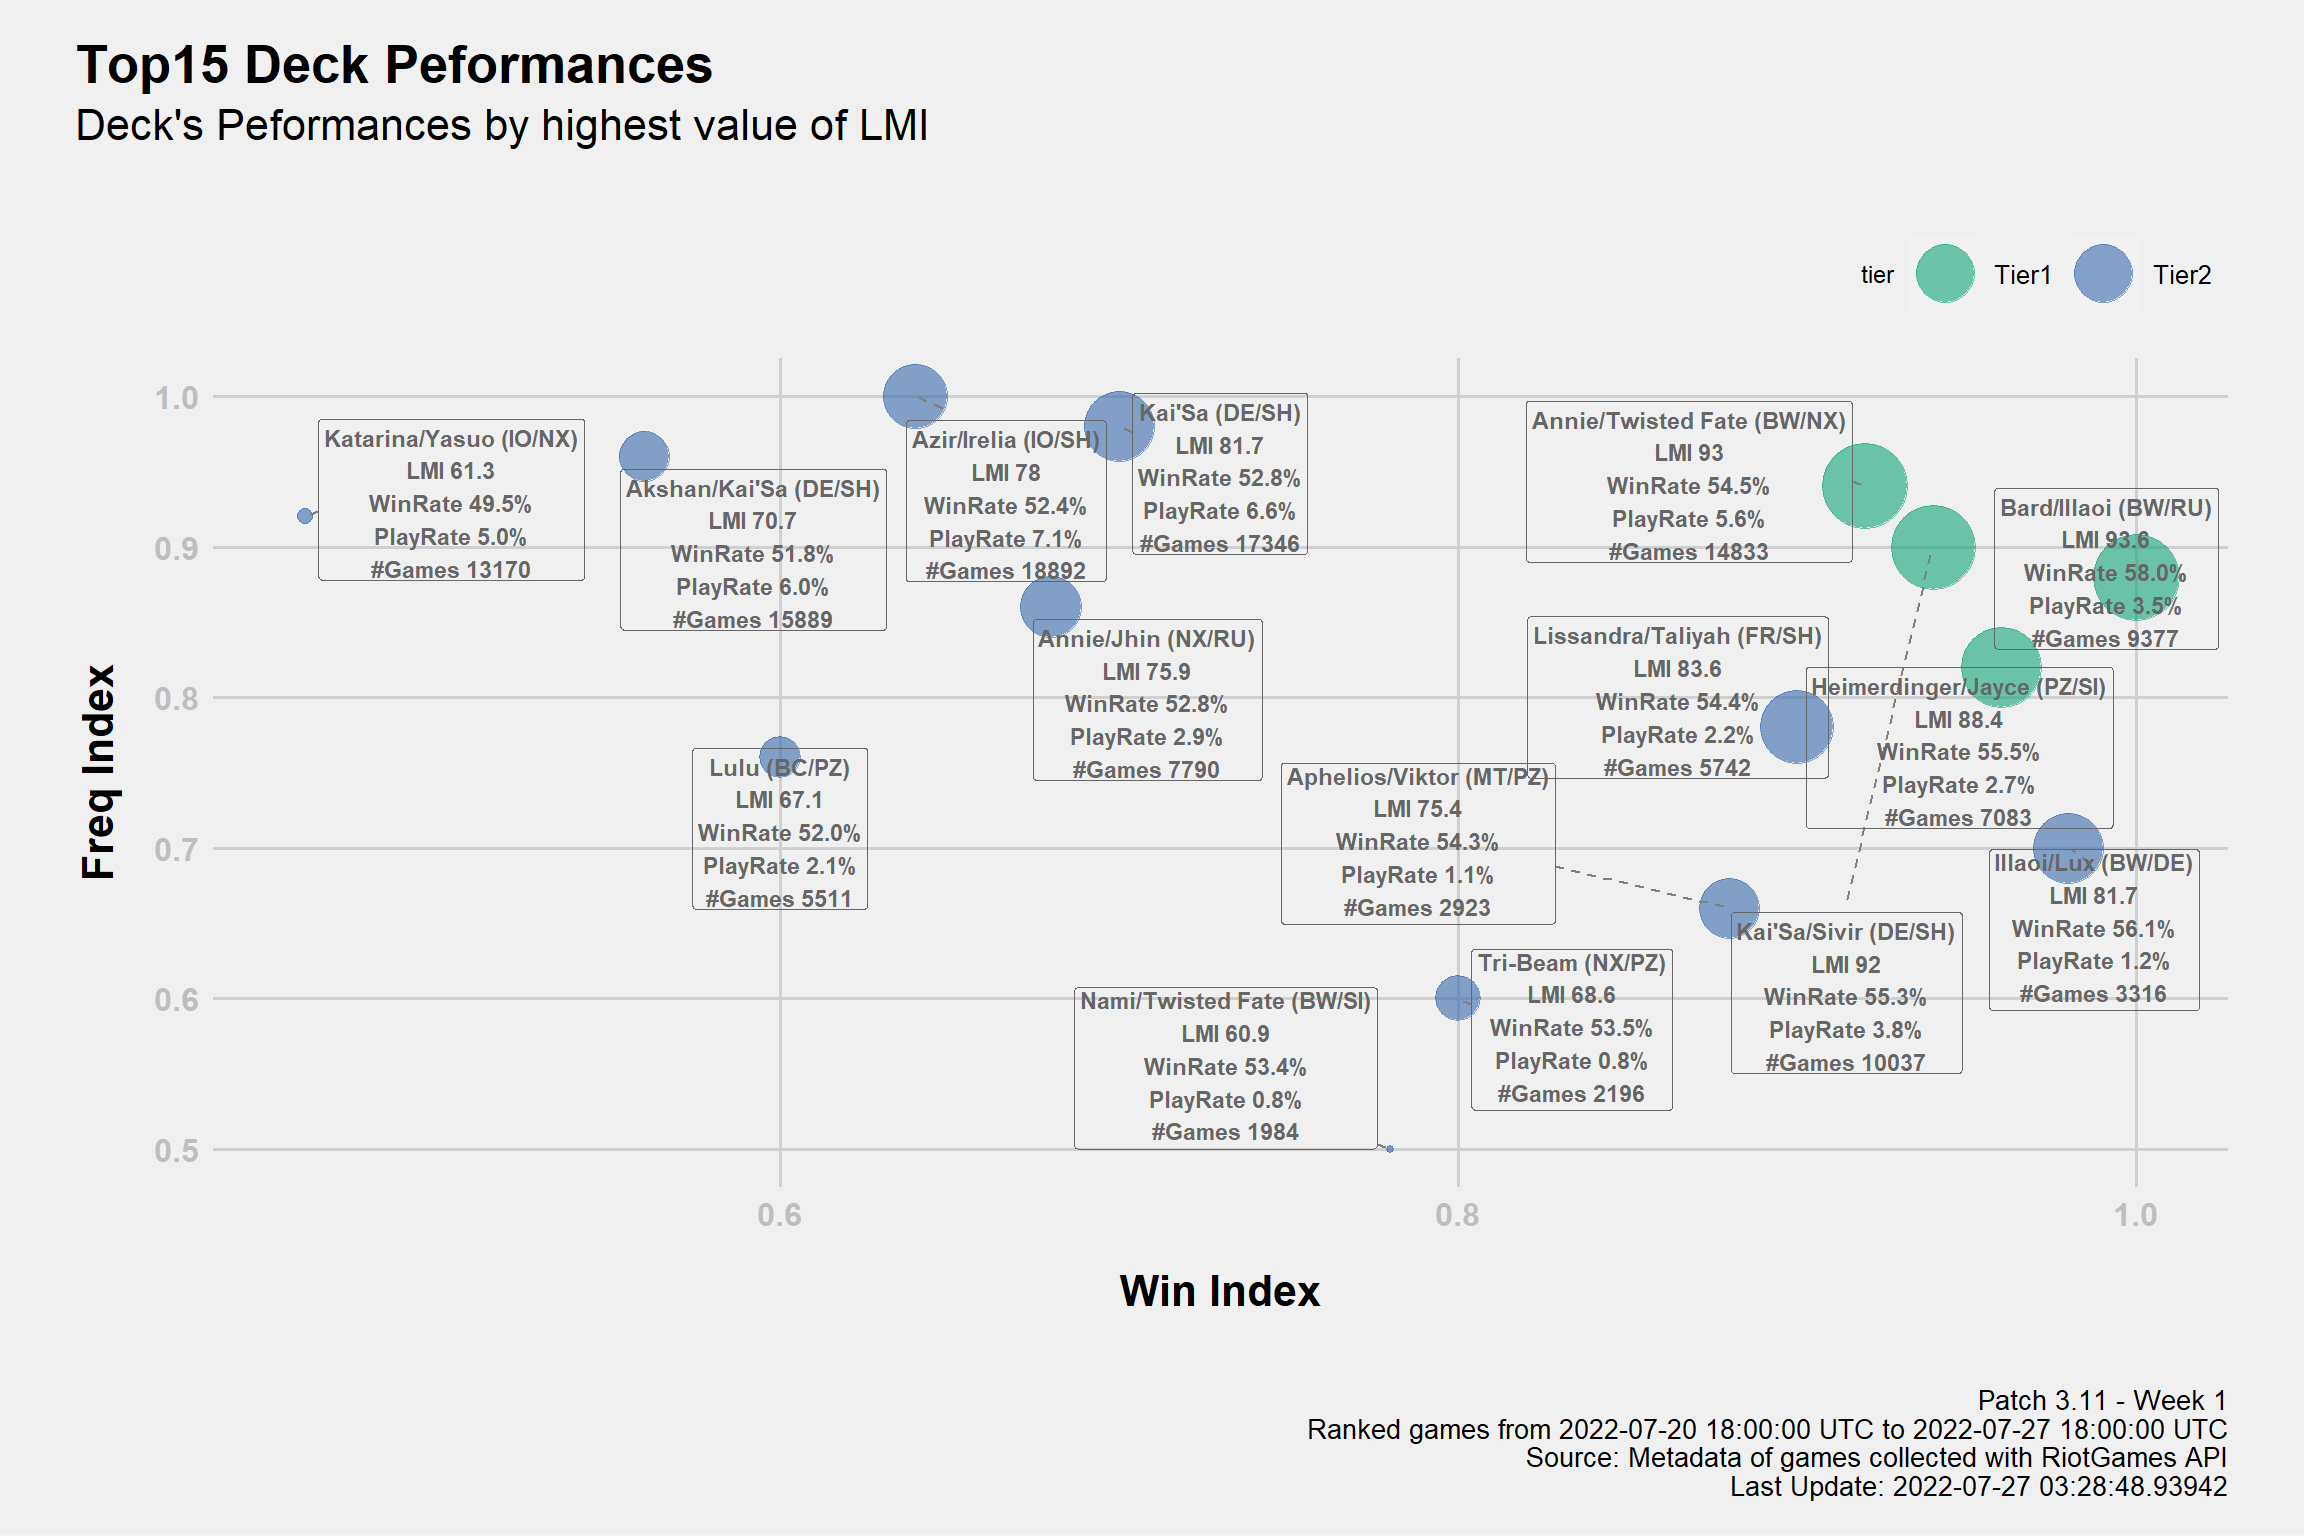 Top15 Deck Peformances
Deck's Peformances by highest value of LMI
tier Tier1 Tier2
Freq Index
1.0
0.9
0.8
0.7
0.6
0.5
Katarina/Yasuo (IO/NX)
LMI 61.3
WinRate 49.5%
PlayRate 5.0%
#Games 13170
Akshan/Kai'Sa (DE/SH)
LMI 70.7
WinRate 51.8%
PlayRate 6.0%
#Games 15889
Azir/Irelia (IO/SH)
LMI 78
WinRate 52.4%
PlayRate 7.1%
#Games 18892
Kai'Sa (DE/SH)
LMI 81.7
WinRate 52.8%
PlayRate 6.6%
#Games 17346
Annie/Twisted Fate (BW/NX)
LMI 93
WinRate 54.5%
PlayRate 5.6%
#Games 14833
Bard/Illaoi (BW/RU)
LMI 93.6
WinRate 58.0%
PlayRate 3.5%
#Games 9377
Annie/Jhin (NX/RU)
LMI 75.9
WinRate 52.8%
PlayRate 2.9%
#Games 7790
Lissandra/Taliyah (FR/SH)
LMI 83.6
WinRate 54.4%
PlayRate 2.2%
#Games 5742
Heimerdinger/Jayce (PZ/SI)
LMI 88.4
WinRate 55.5%
PlayRate 2.7%
#Games 7083
Lulu (BC/PZ)
LMI 67.1
WinRate 52.0%
PlayRate 2.1%
#Games 5511
Aphelios/Viktor (MT/PZ)
LMI 75.4
WinRate 54.3%
PlayRate 1.1%
#Games 2923
Illaoi/Lux (BW/DE)
LMI 81.7
WinRate 56.1%
PlayRate 1.2%
#Games 3316
Kai'Sa/Sivir (DE/SH)
LMI 92
WinRate 55.3%
PlayRate 3.8%
#Games 10037
Tri-Beam (NX/PZ)
LMI 68.6
WinRate 53.5%
PlayRate 0.8%
#Games 2196
Nami/Twisted Fate (BW/SI)
LMI 60.9
WinRate 53.4%
PlayRate 0.8%
#Games 1984
0.6 0.8 1.0
Win Index
Patch 3.11 - Week 1
Ranked games from 2022-07-20 18:00:00 UTC to 2022-07-27 18:00:00 UTC
Source: Metadata of games collected with RiotGames API
Last Update: 2022-07-27 03:28:48.93942